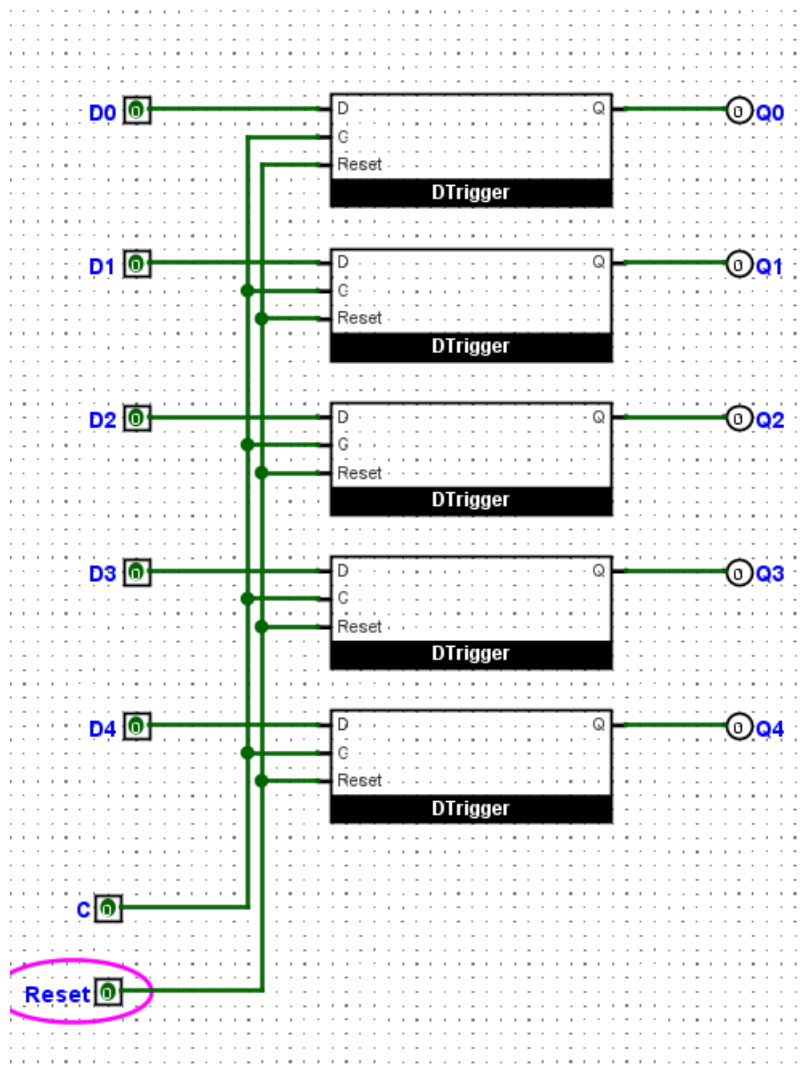 D0 0 D Q 0 Q0
C
Reset
DTrigger
D1 0 D Q 0 Q1
C
Reset
DTrigger
D2 0 D Q 0 Q2
C
Reset
DTrigger
D3 0 D Q 0 Q3
C
Reset
DTrigger
D4 0 D Q 0 Q4
C
Reset
DTrigger
C 0
Reset 0